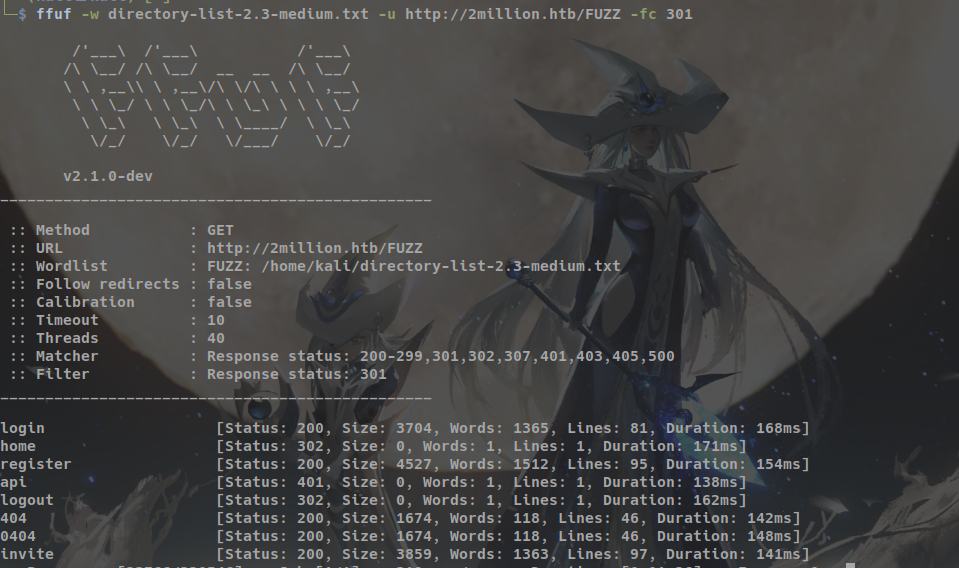 $ ffuf -w directory-list-2.3-medium.txt -u http://2million.htb/FUZZ -fc 301
/'___\  /'___\           /'___\
/\ \__/ /\ \__/  __  __  /\ \__/
\ \ ,__\\ \ ,__\/\ \/\ \ \ \ ,__\
\ \ \_/ \ \ \_/\ \ \_\ \ \ \ \_/
\ \_\   \ \_\  \ \____/  \ \_\
\/_/    \/_/   \/___/    \/_/
v2.1.0-dev
________________________________________________
:: Method           : GET
:: URL              : http://2million.htb/FUZZ
:: Wordlist         : FUZZ: /home/kali/directory-list-2.3-medium.txt
:: Follow redirects : false
:: Calibration      : false
:: Timeout          : 10
:: Threads          : 40
:: Matcher          : Response status: 200-299,301,302,307,401,403,405,500
:: Filter           : Response status: 301
________________________________________________
login                   [Status: 200, Size: 3704, Words: 1365, Lines: 81, Duration: 168ms]
home                    [Status: 302, Size: 0, Words: 1, Lines: 1, Duration: 171ms]
register                [Status: 200, Size: 4527, Words: 1512, Lines: 95, Duration: 154ms]
api                     [Status: 401, Size: 0, Words: 1, Lines: 1, Duration: 138ms]
logout                  [Status: 302, Size: 0, Words: 1, Lines: 1, Duration: 162ms]
404                     [Status: 200, Size: 1674, Words: 118, Lines: 46, Duration: 142ms]
0404                    [Status: 200, Size: 1674, Words: 118, Lines: 46, Duration: 148ms]
invite                  [Status: 200, Size: 3859, Words: 1363, Lines: 97, Duration: 141ms]